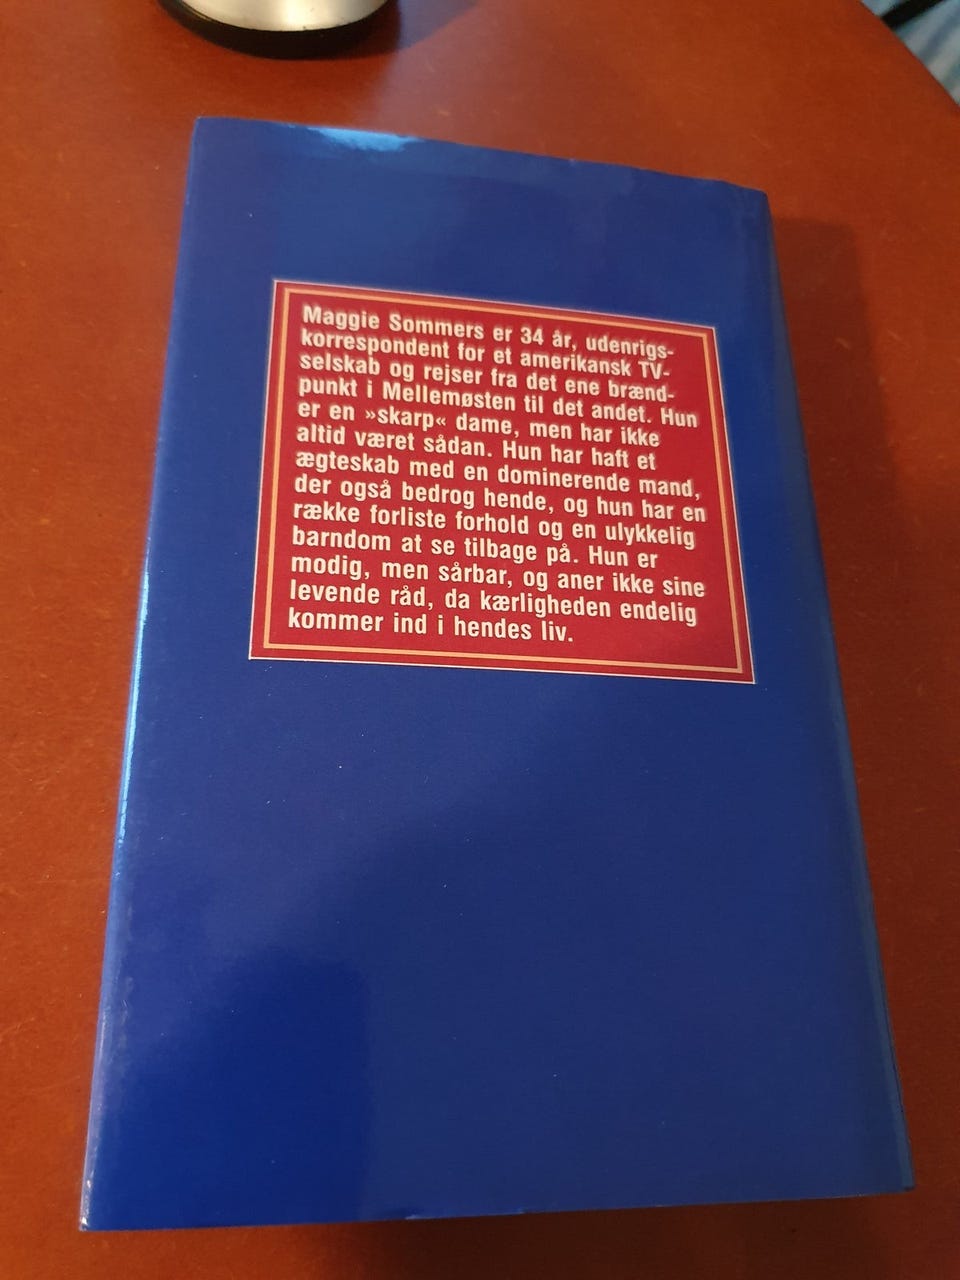 Maggie Sommers er 34 år, udenrigs-
korrespondent for et amerikansk TV-
selskab og rejser fra det ene brænd-
punkt i Mellemøsten til det andet. Hun
er en »skarp« dame, men har ikke
altid været sådan. Hun har haft et
ægteskab med en dominerende mand,
der også bedrog hende, og hun har en
række forliste forhold og en ulykkelig
barndom at se tilbage på. Hun er
modig, men sårbar, og aner ikke sine
levende råd, da kærligheden endelig
kommer ind i hendes liv.